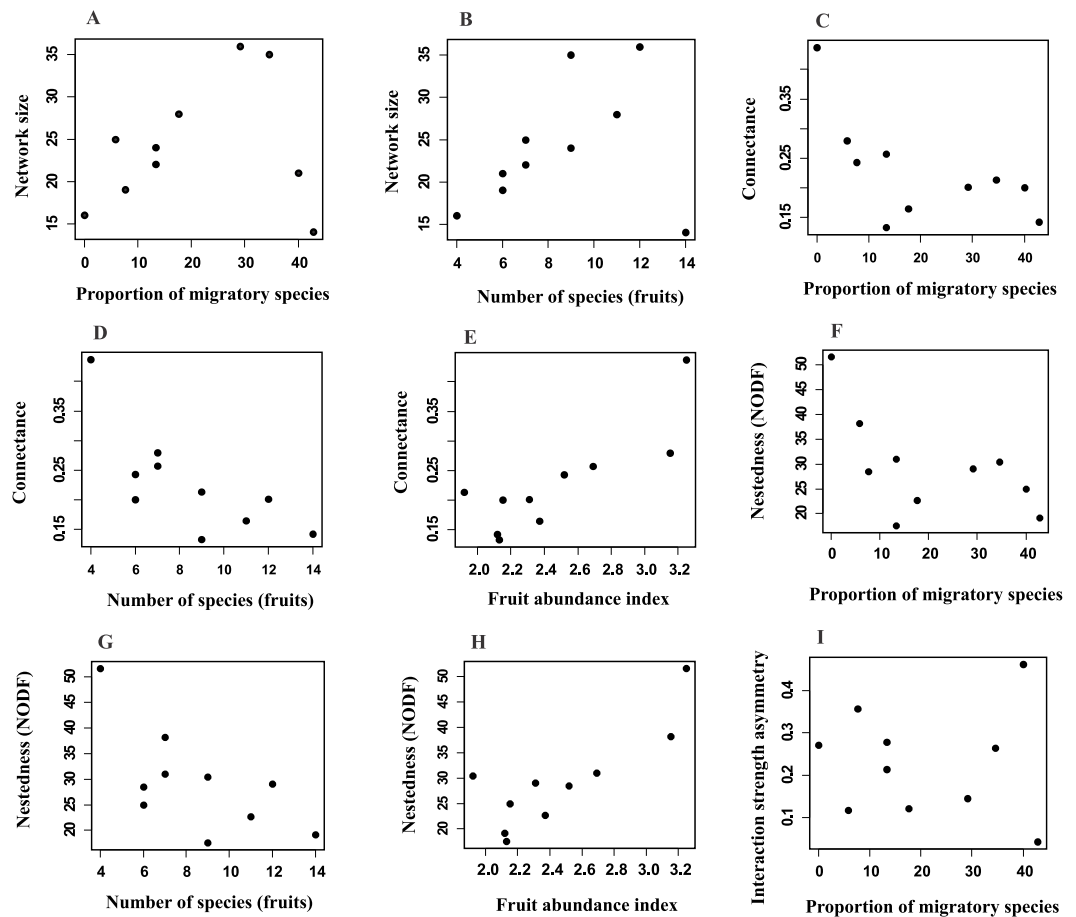 A
Network size
35
30
25
20
15
0 10 20 30 40
Proportion of migratory species
B
Network size
35
30
25
20
15
4 6 8 10 12 14
Number of species (fruits)
C
Connectance
0.35
0.25
0.15
0 10 20 30 40
Proportion of migratory species
D
Connectance
0.35
0.25
0.15
4 6 8 10 12 14
Number of species (fruits)
E
Connectance
0.35
0.25
0.15
2.0 2.2 2.4 2.6 2.8 3.0 3.2
Fruit abundance index
F
Nestedness (NODF)
50
45
40
35
30
25
20
0 10 20 30 40
Proportion of migratory species
G
Nestedness (NODF)
50
45
40
35
30
25
20
4 6 8 10 12 14
Number of species (fruits)
H
Nestedness (NODF)
50
45
40
35
30
25
20
2.0 2.2 2.4 2.6 2.8 3.0 3.2
Fruit abundance index
I
Interaction strength asymmetry
0.4
0.3
0.2
0.1
0 10 20 30 40
Proportion of migratory species